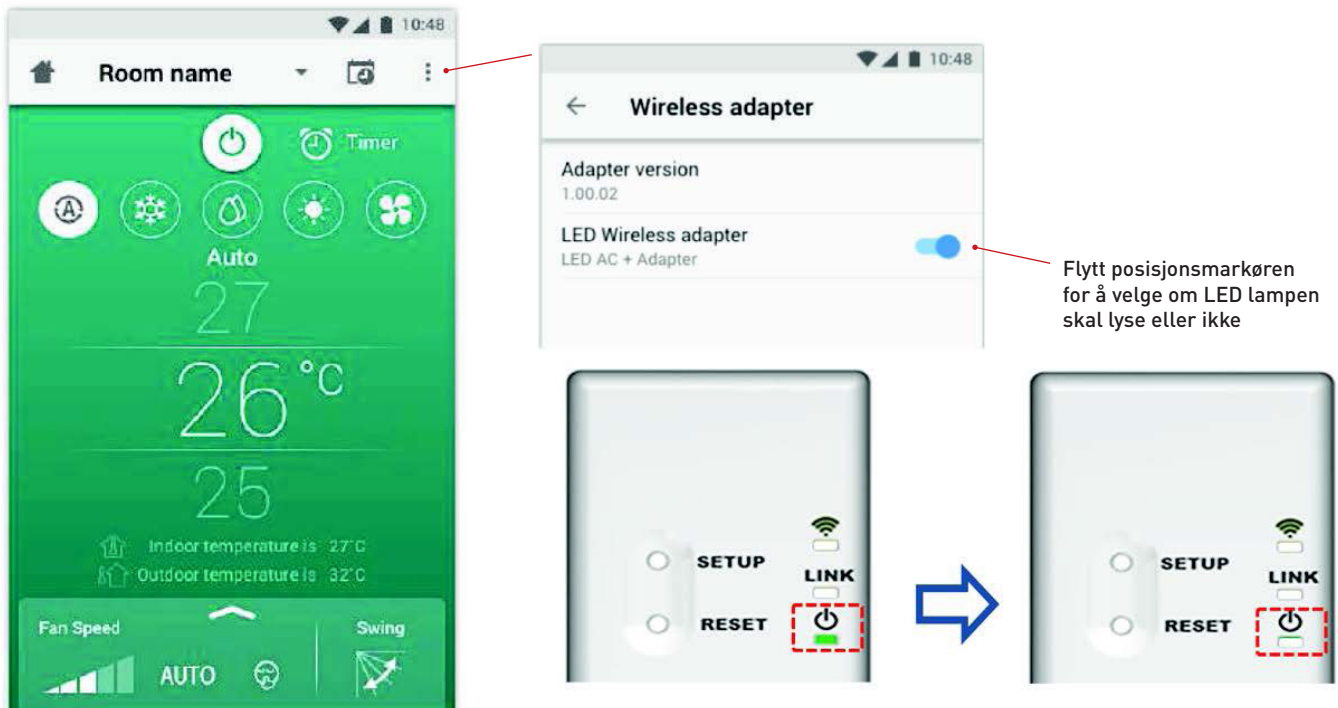 10:48
Room name
Timer
A
Auto
27
26 °C
25
Indoor temperature is 27°C
Outdoor temperature is 32°C
Fan Speed
Swing
AUTO
10:48
Wireless adapter
Adapter version
1.00.02
LED Wireless adapter
LED AC + Adapter
Flytt posisjonsmarkøren
for å velge om LED lampen
skal lyse eller ikke
SETUP
LINK
RESET
SETUP
LINK
RESET